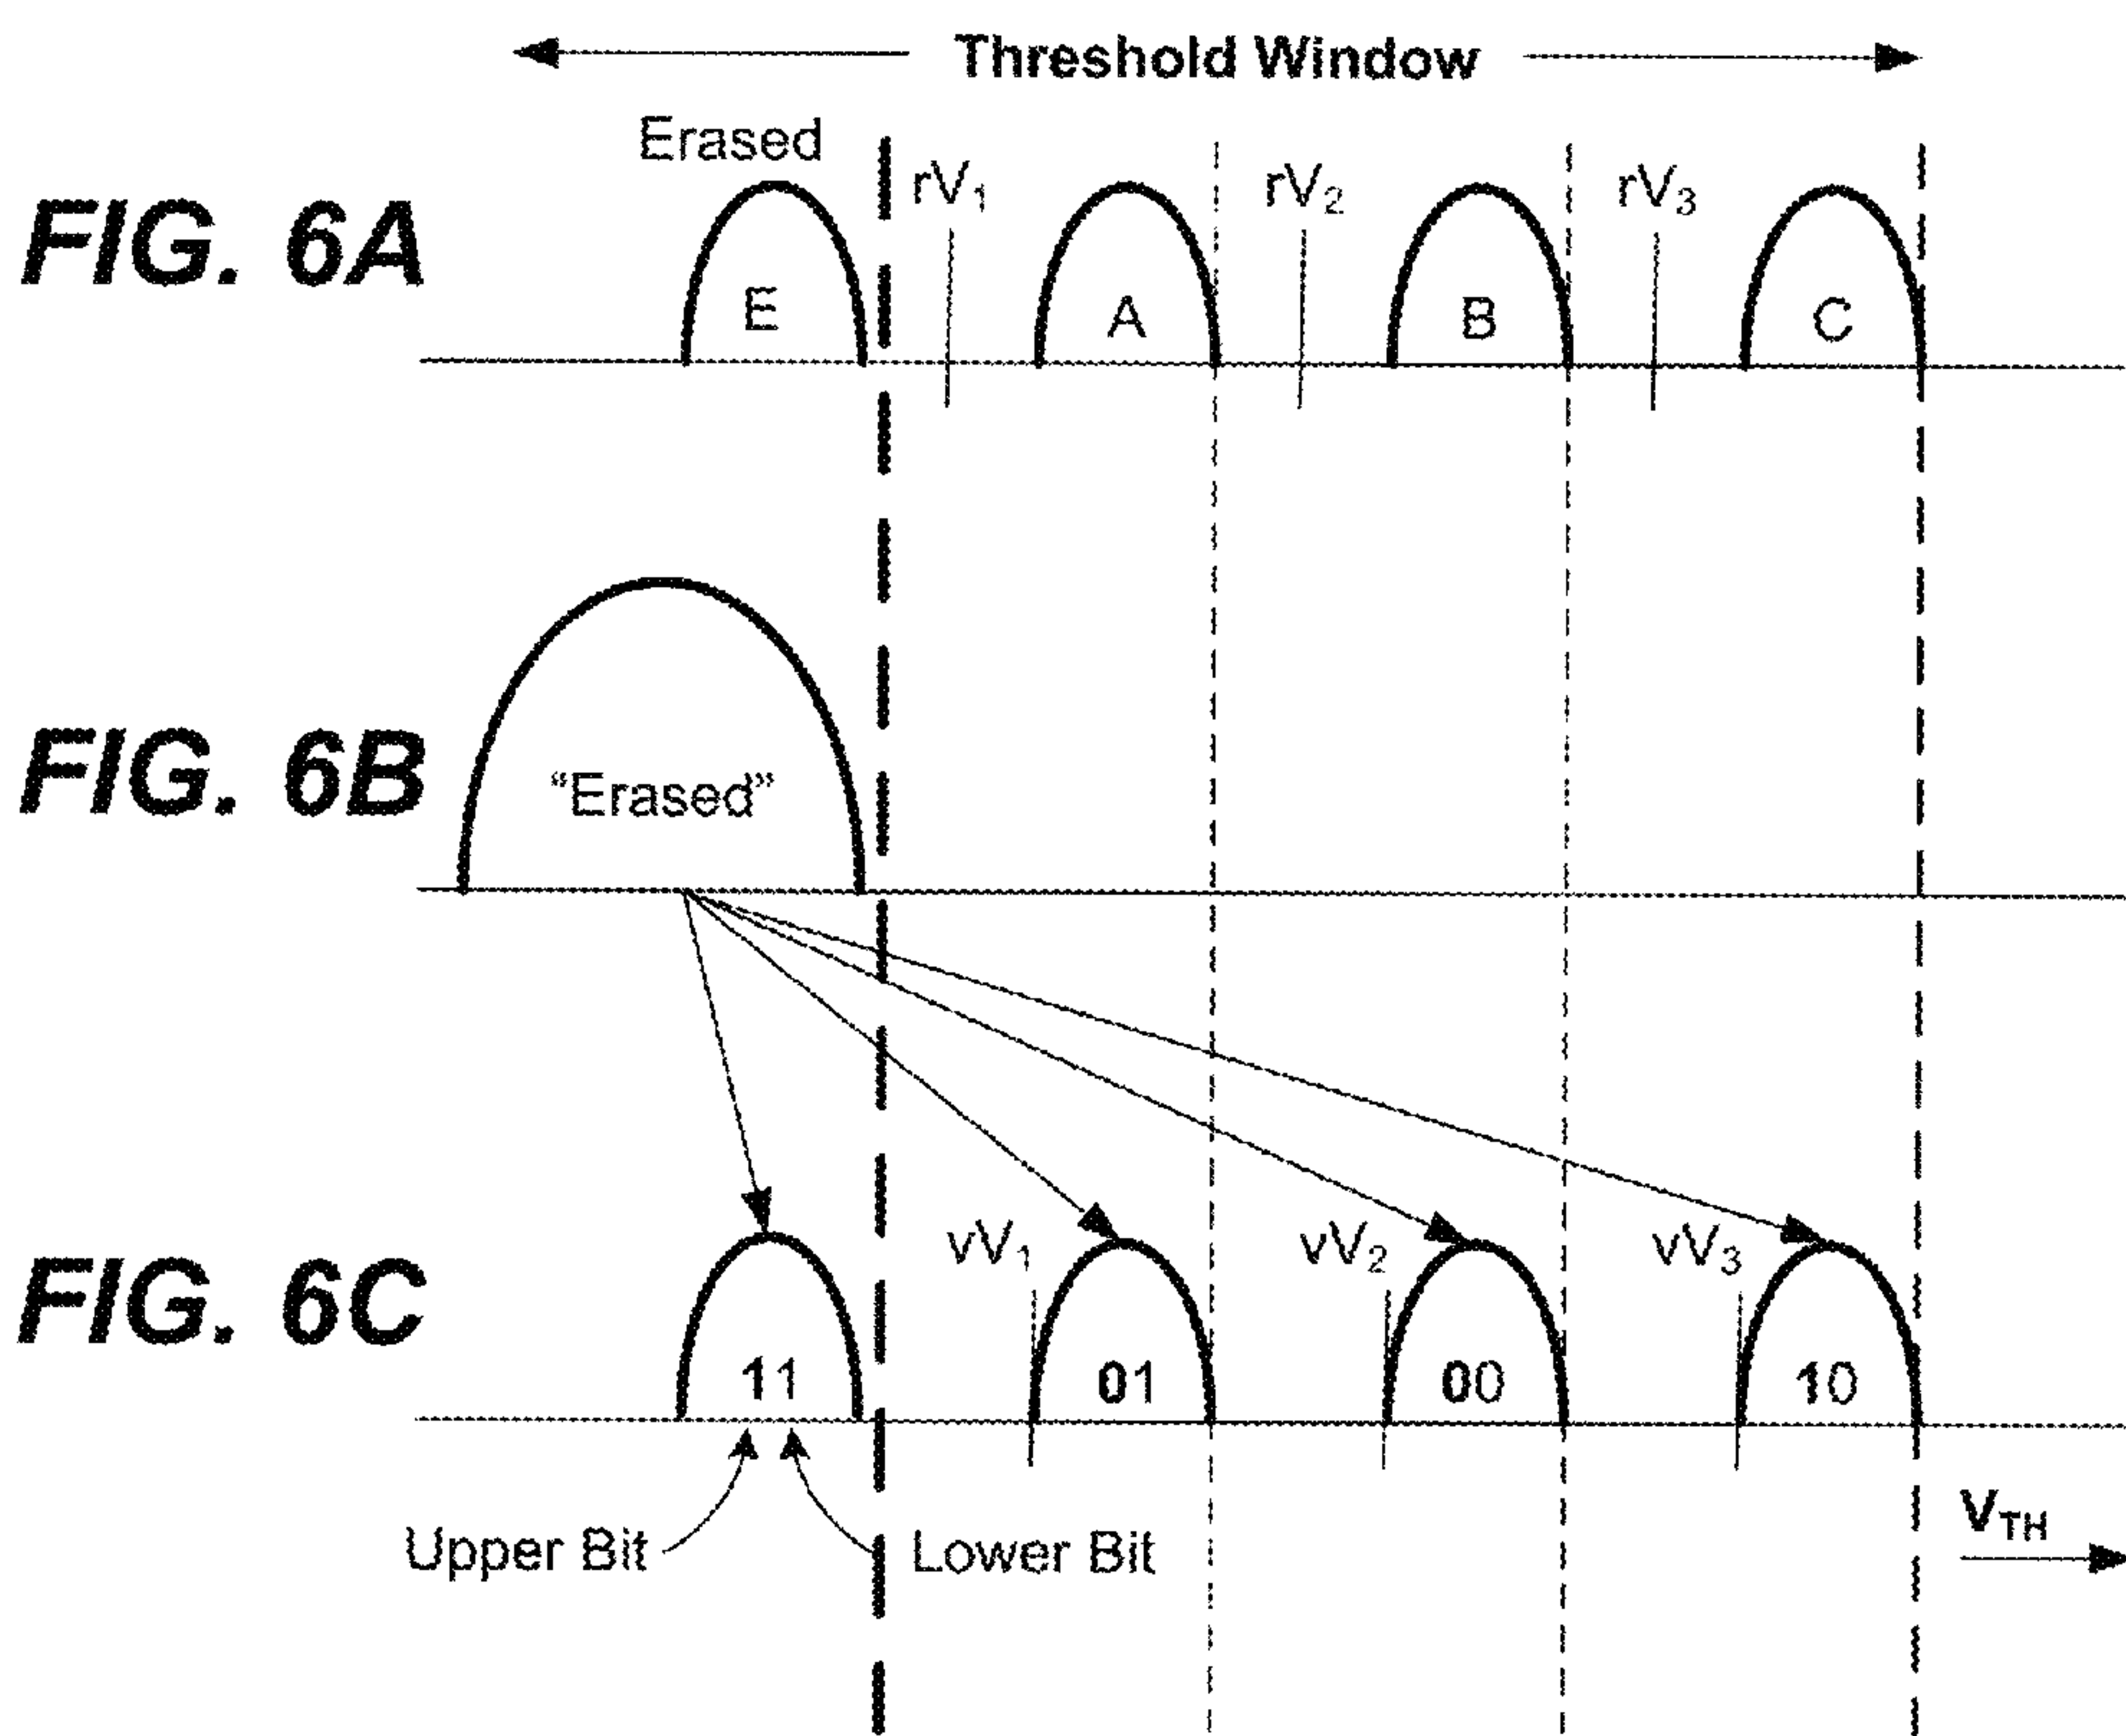 Threshold Window
Erased
FIG. 6A
rV₁
rV₂
rV₃
E
A
B
C
FIG. 6B
“Erased”
FIG. 6C
vV₁
vV₂
vV₃
11
01
00
10
Upper Bit
Lower Bit
V_TH